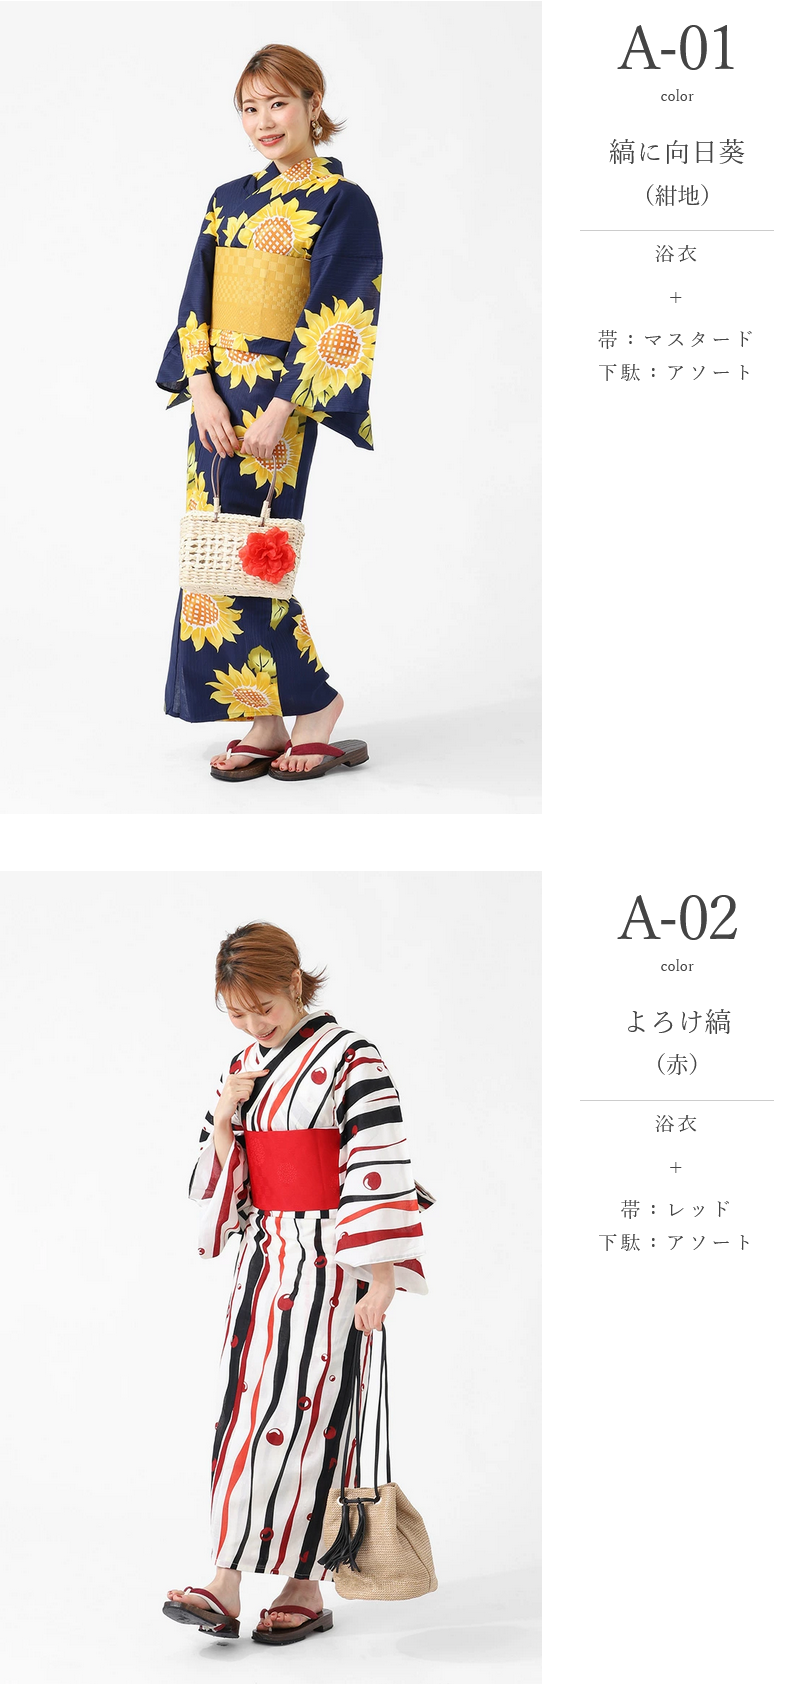 A-01
color
縞に向日葵
（紺地）
浴衣
+
帯：マスタード
下駄：アソート
A-02
color
よろけ縞
（赤）
浴衣
+
帯：レッド
下駄：アソート